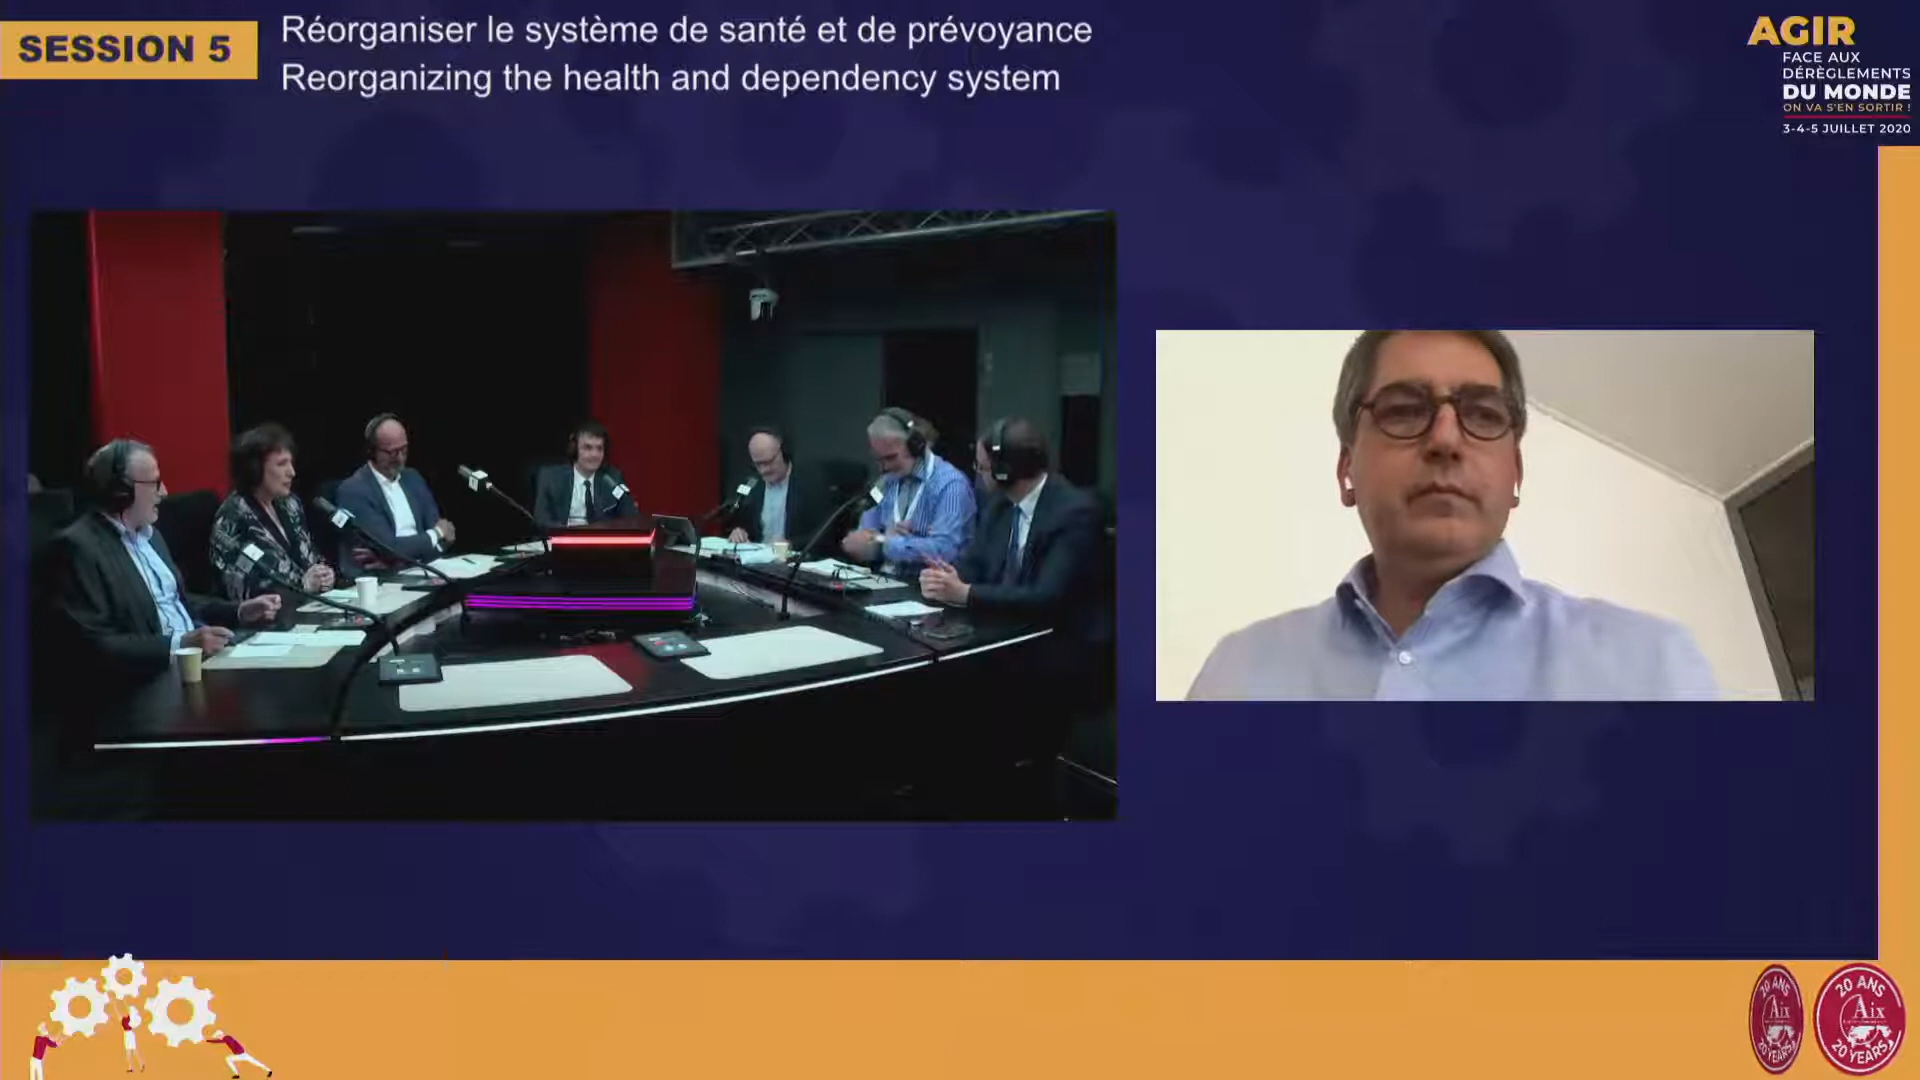 SESSION 5
Réorganiser le système de santé et de prévoyance
Reorganizing the health and dependency system
AGIR
FACE AUX
DÉRÈGLEMENTS
DU MONDE
ON VA S'EN SORTIR !
3-4-5 JUILLET 2020
20 ANS
Aix
20 YEARS
20 ANS
Aix
20 YEARS